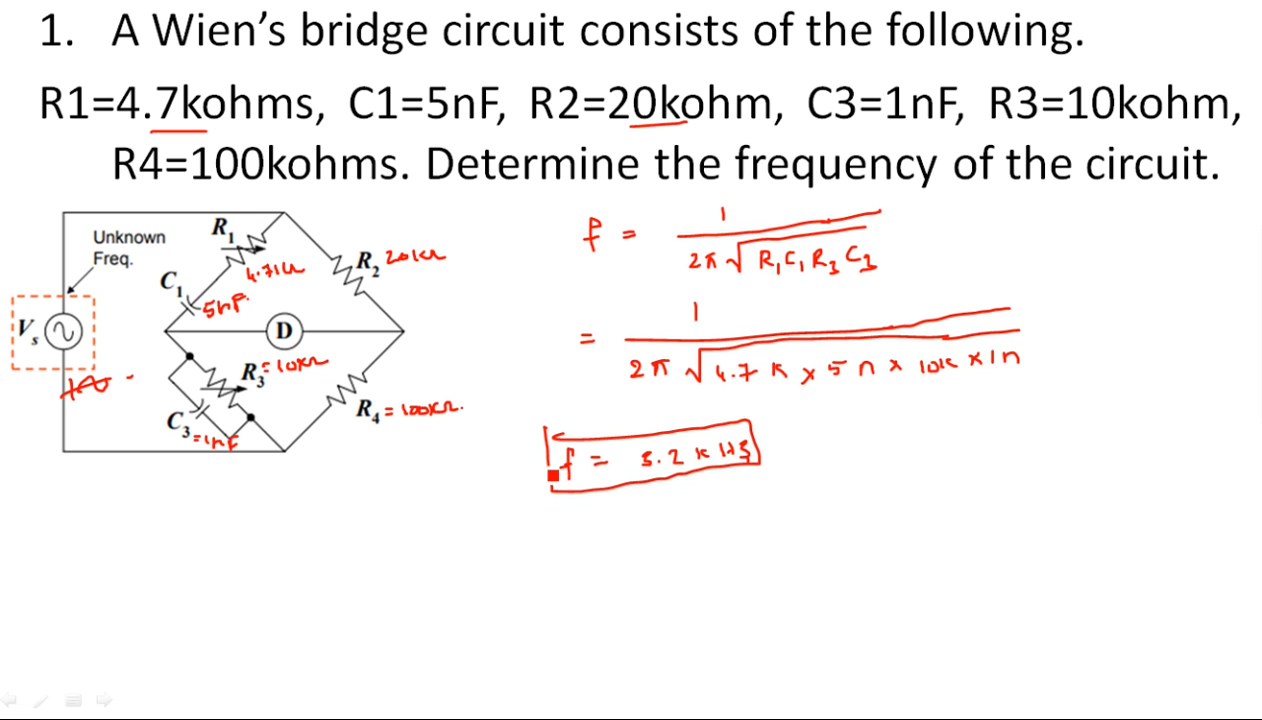 1. A Wien's bridge circuit consists of the following.
R1=4.7kohms, C1=5nF, R2=20kohm, C3=1nF, R3=10kohm,
R4=100kohms. Determine the frequency of the circuit.
Unknown
Freq.
R1
4.7kΩ
R2 20kΩ
C1
5nF
Vs
D
R3=10kΩ
C3=1nF
R4=100kΩ.
f = 1
2π √R1C1R3C3
= 1
2π √4.7K x 5n x 10K x 1n
f = 3.2 K Hz